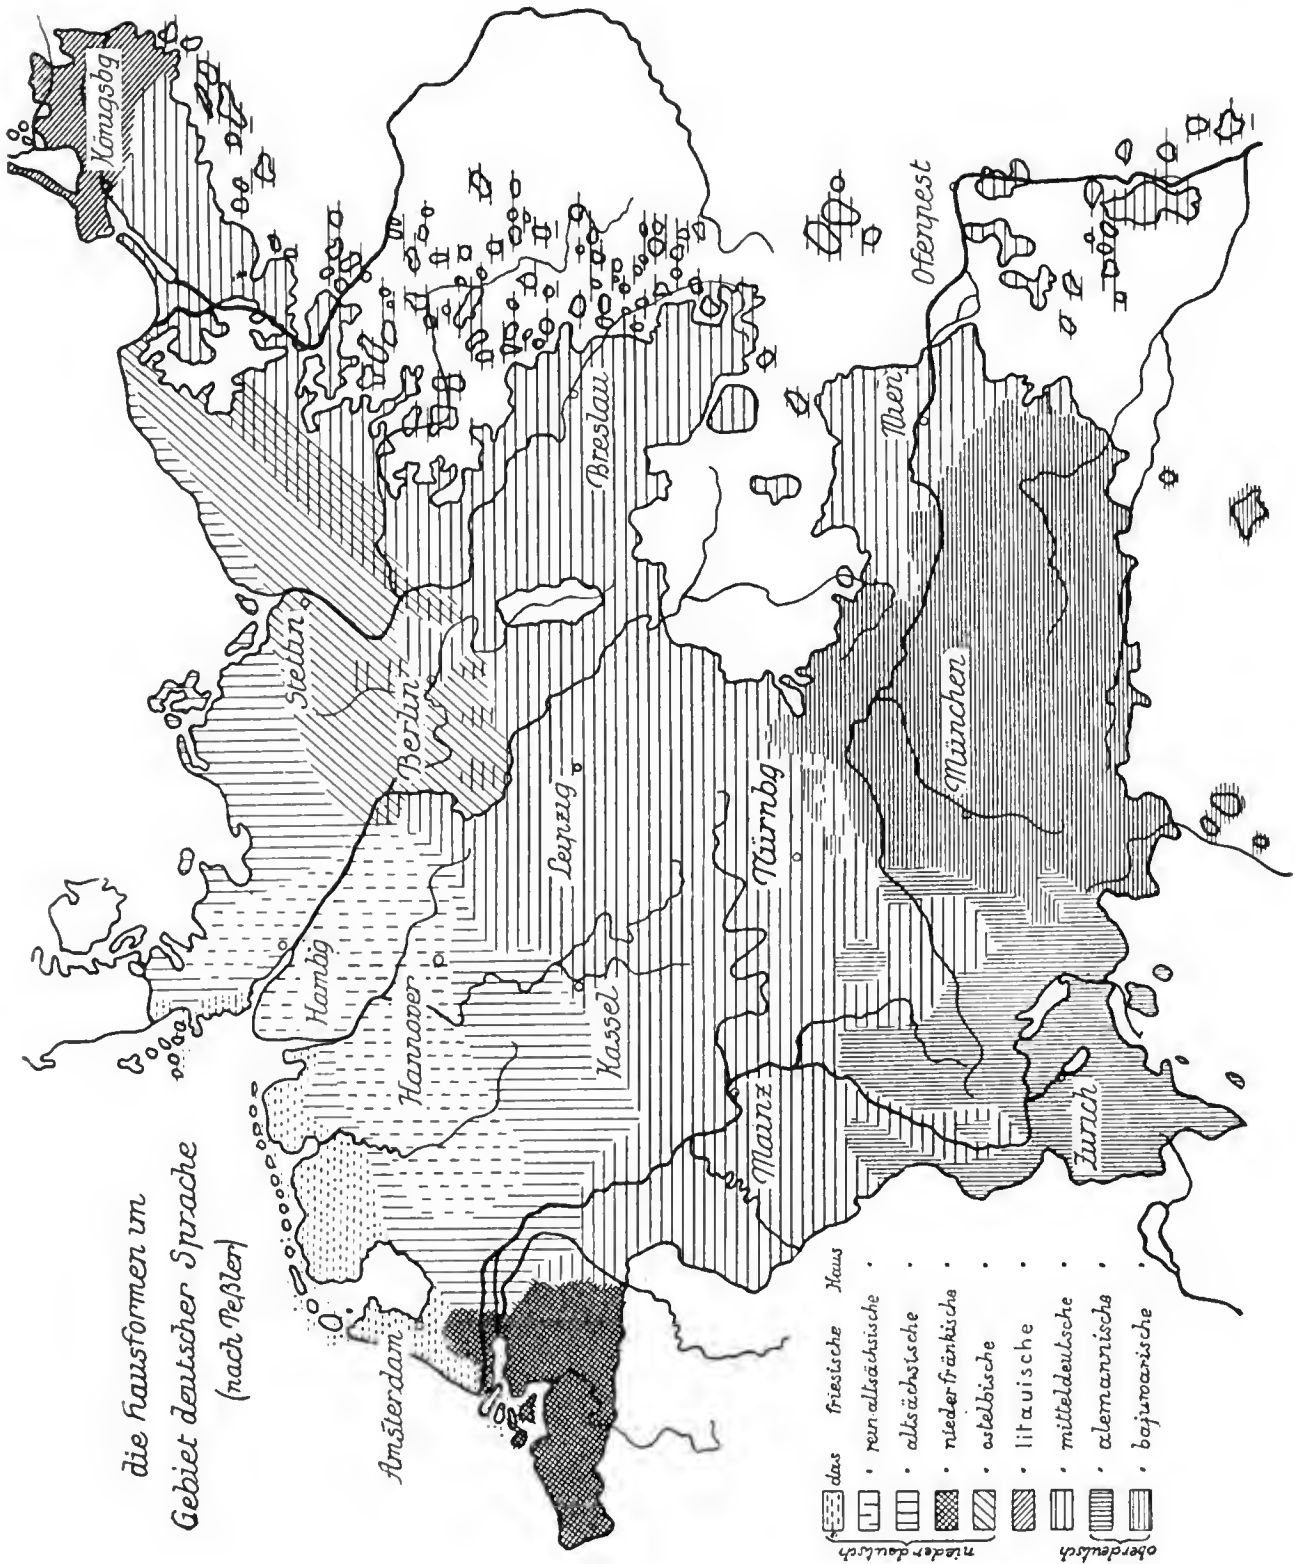 die Hausformen im
Gebiet deutscher Sprache
(nach Peßler)
Königsbg
Stettin
Berlin
Hambg
Hannover
Amsterdam
Breslau
Leipzig
Kassel
Ofenpest
Wien
Nürnbg
Mainz
München
Zürich
das friesische Haus
• reinaltsächsische •
• altsächsische •
• niederfränkische •
• ostelbische •
• litauische •
• mitteldeutsche •
• alemannische •
• bajuwarische •
niederdeutsch
oberdeutsch